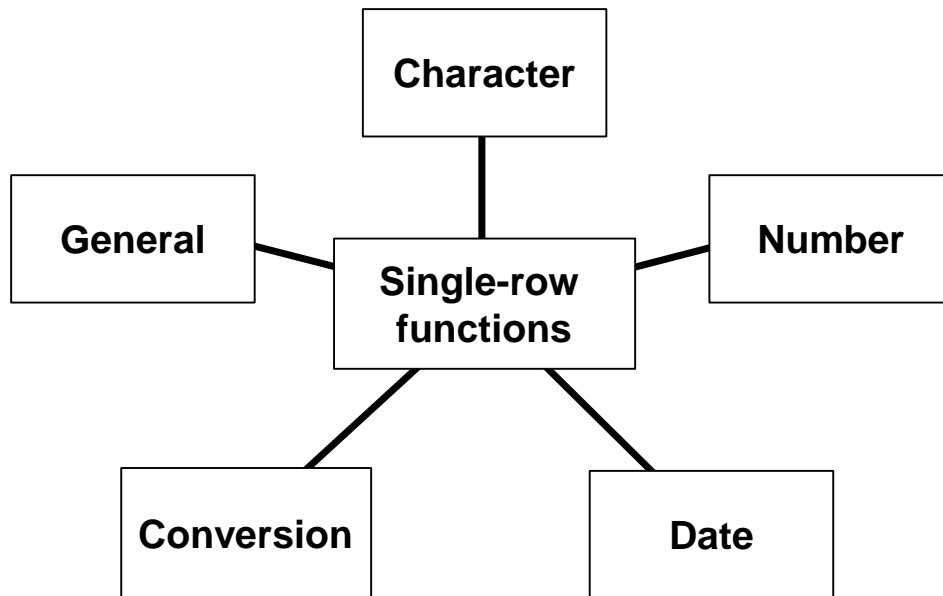 Character
General
Number
Single-row
functions
Conversion
Date